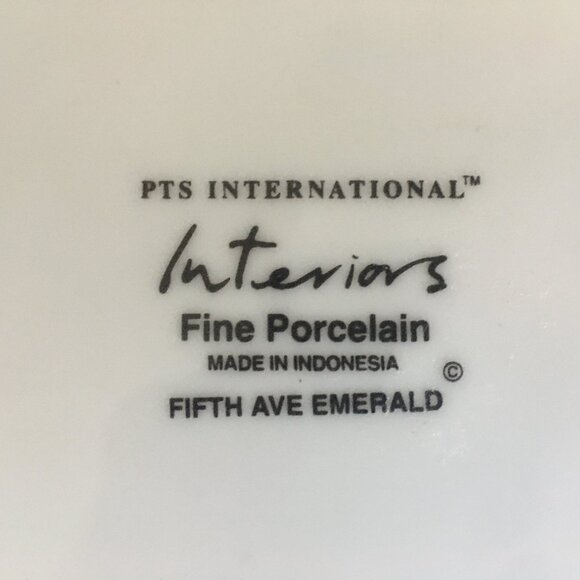 PTS INTERNATIONAL™
Interiors
Fine Porcelain
MADE IN INDONESIA
FIFTH AVE EMERALD©